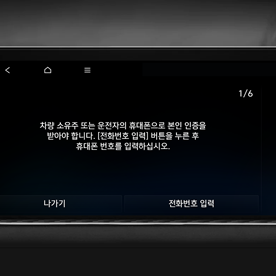 1/6
차량 소유주 또는 운전자의 휴대폰으로 본인 인증을
받아야 합니다. [전화번호 입력] 버튼을 누른 후
휴대폰 번호를 입력하십시오.
나가기
전화번호 입력